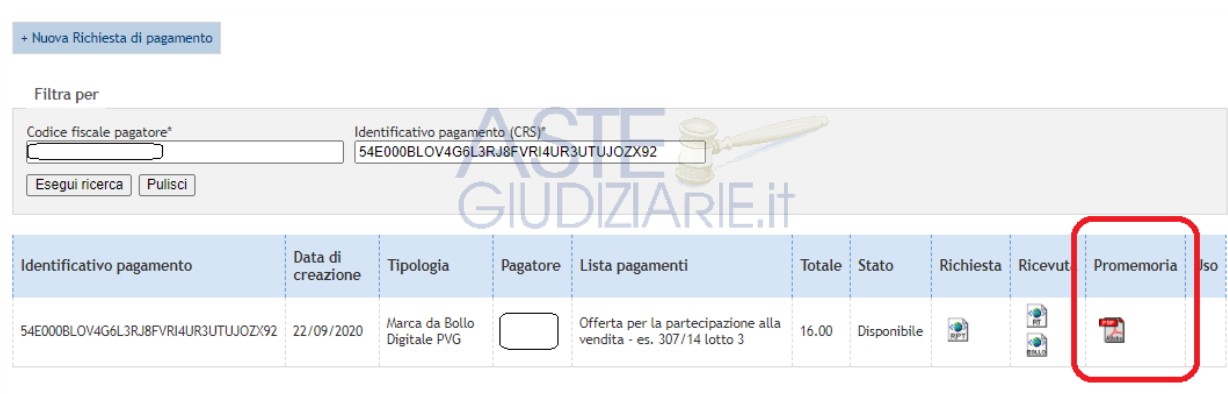 + Nuova Richiesta di pagamento
Filtra per
Codice fiscale pagatore*
Identificativo pagamento (CRS)*
54E000BLOV4G6L3RJ8FVRI4UR3UTUJOZX92
Esegui ricerca
Pulisci
ASTE
GIUDIZIARIE.it
Identificativo pagamento
Data di
creazione
Tipologia
Pagatore
Lista pagamenti
Totale
Stato
Richiesta
Ricevuta
Promemoria
Uso
54E000BLOV4G6L3RJ8FVRI4UR3UTUJOZX92
22/09/2020
Marca da Bollo
Digitale PVG
Offerta per la partecipazione alla
vendita - es. 307/14 lotto 3
16.00
Disponibile
RPT
RT
BOLLO